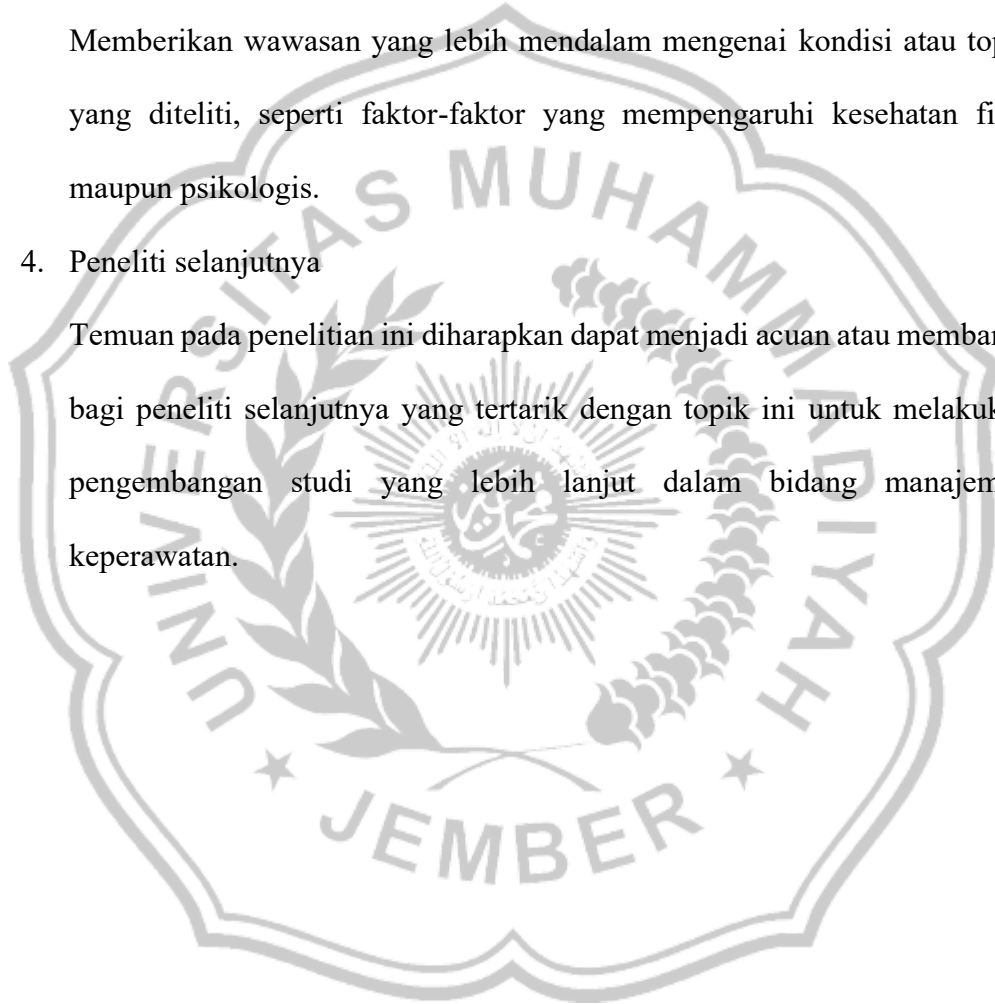 Memberikan wawasan yang lebih mendalam mengenai kondisi atau top
yang diteliti, seperti faktor-faktor yang mempengaruhi kesehatan fi
maupun psikologis.
4. Peneliti selanjutnya
Temuan pada penelitian ini diharapkan dapat menjadi acuan atau memban
bagi peneliti selanjutnya yang tertarik dengan topik ini untuk melakuk
pengembangan studi yang lebih lanjut dalam bidang manajem
keperawatan.
UNIVERSITAS MUHAMMADIYAH
JEMBER